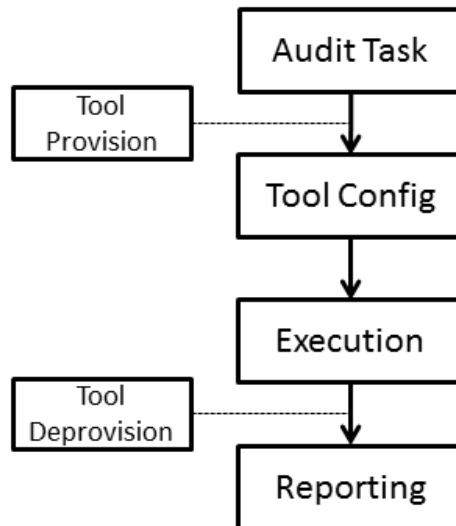 Audit Task
Tool
Provision
Tool Config
Execution
Tool
Deprovision
Reporting